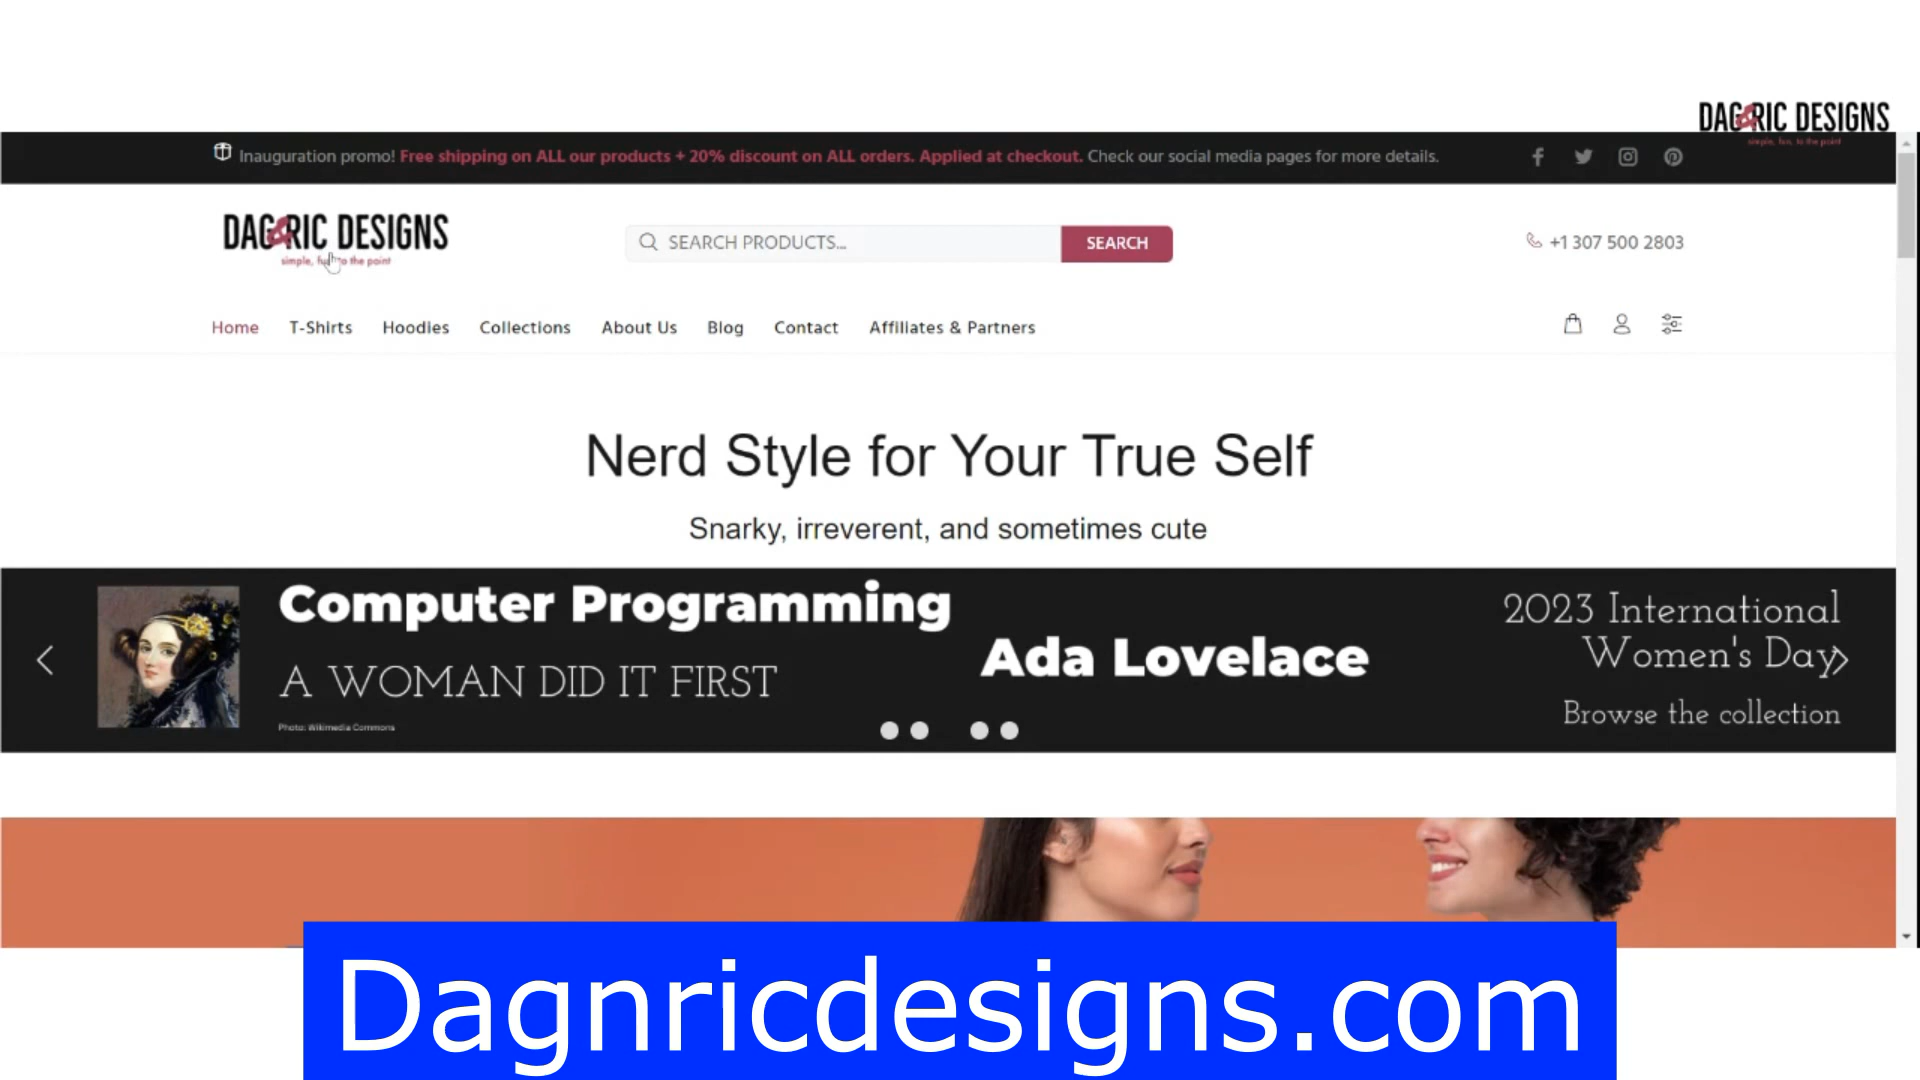 DAG&RIC DESIGNS
simple, fun, to the point
Inauguration promo! Free shipping on ALL our products + 20% discount on ALL orders. Applied at checkout. Check our social media pages for more details.
DAG&RIC DESIGNS
simple, fun, to the point
SEARCH PRODUCTS...
SEARCH
+1 307 500 2803
Home T-Shirts Hoodies Collections About Us Blog Contact Affiliates & Partners
Nerd Style for Your True Self
Snarky, irreverent, and sometimes cute
Computer Programming
A WOMAN DID IT FIRST
Photo: Wikimedia Commons
Ada Lovelace
2023 International
Women's Day
Browse the collection
Dagnricdesigns.com